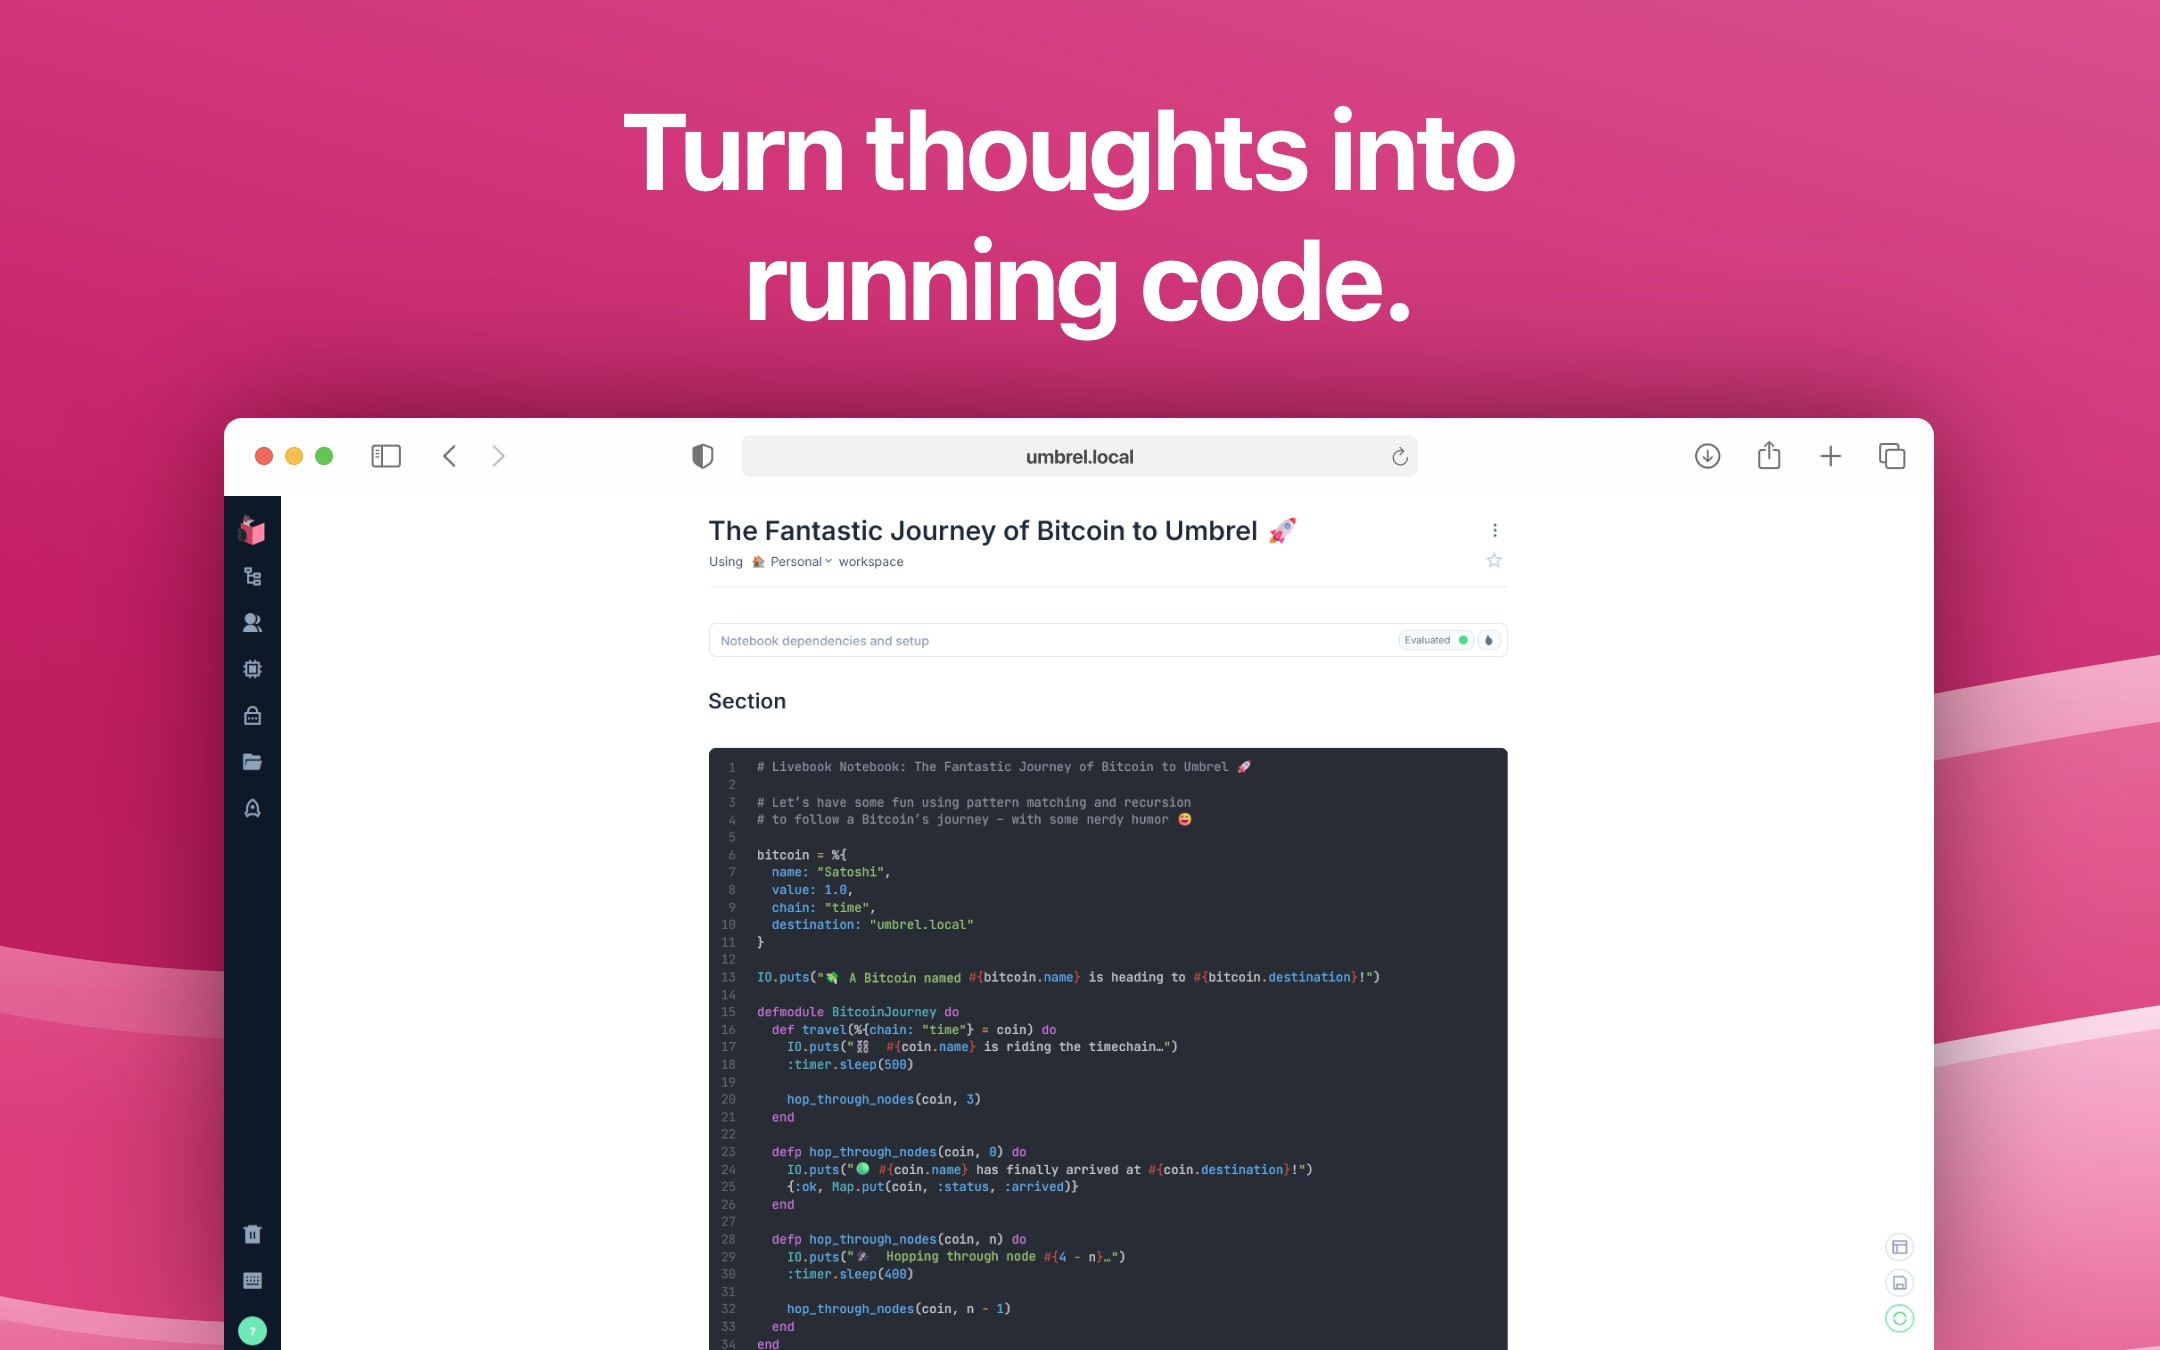 Turn thoughts into
running code.
umbrel.local
The Fantastic Journey of Bitcoin to Umbrel 🚀
Using 🏠 Personal workspace
Notebook dependencies and setup
Evaluated
Section
1 # Livebook Notebook: The Fantastic Journey of Bitcoin to Umbrel 🚀
2
3 # Let’s have some fun using pattern matching and recursion
4 # to follow a Bitcoin’s journey – with some nerdy humor 😄
5
6 bitcoin = %{
7   name: "Satoshi",
8   value: 1.0,
9   chain: "time",
10   destination: "umbrel.local"
11 }
12
13 IO.puts("💸 A Bitcoin named #{bitcoin.name} is heading to #{bitcoin.destination}!")
14
15 defmodule BitcoinJourney do
16   def travel(%{chain: "time"} = coin) do
17     IO.puts("⛓ #{coin.name} is riding the timechain…")
18     :timer.sleep(500)
19
20     hop_through_nodes(coin, 3)
21   end
22
23   defp hop_through_nodes(coin, 0) do
24     IO.puts("🟢 #{coin.name} has finally arrived at #{coin.destination}!")
25     {:ok, Map.put(coin, :status, :arrived)}
26   end
27
28   defp hop_through_nodes(coin, n) do
29     IO.puts("🛰 Hopping through node #{4 - n}…")
30     :timer.sleep(400)
31
32     hop_through_nodes(coin, n - 1)
33   end
34 end
?